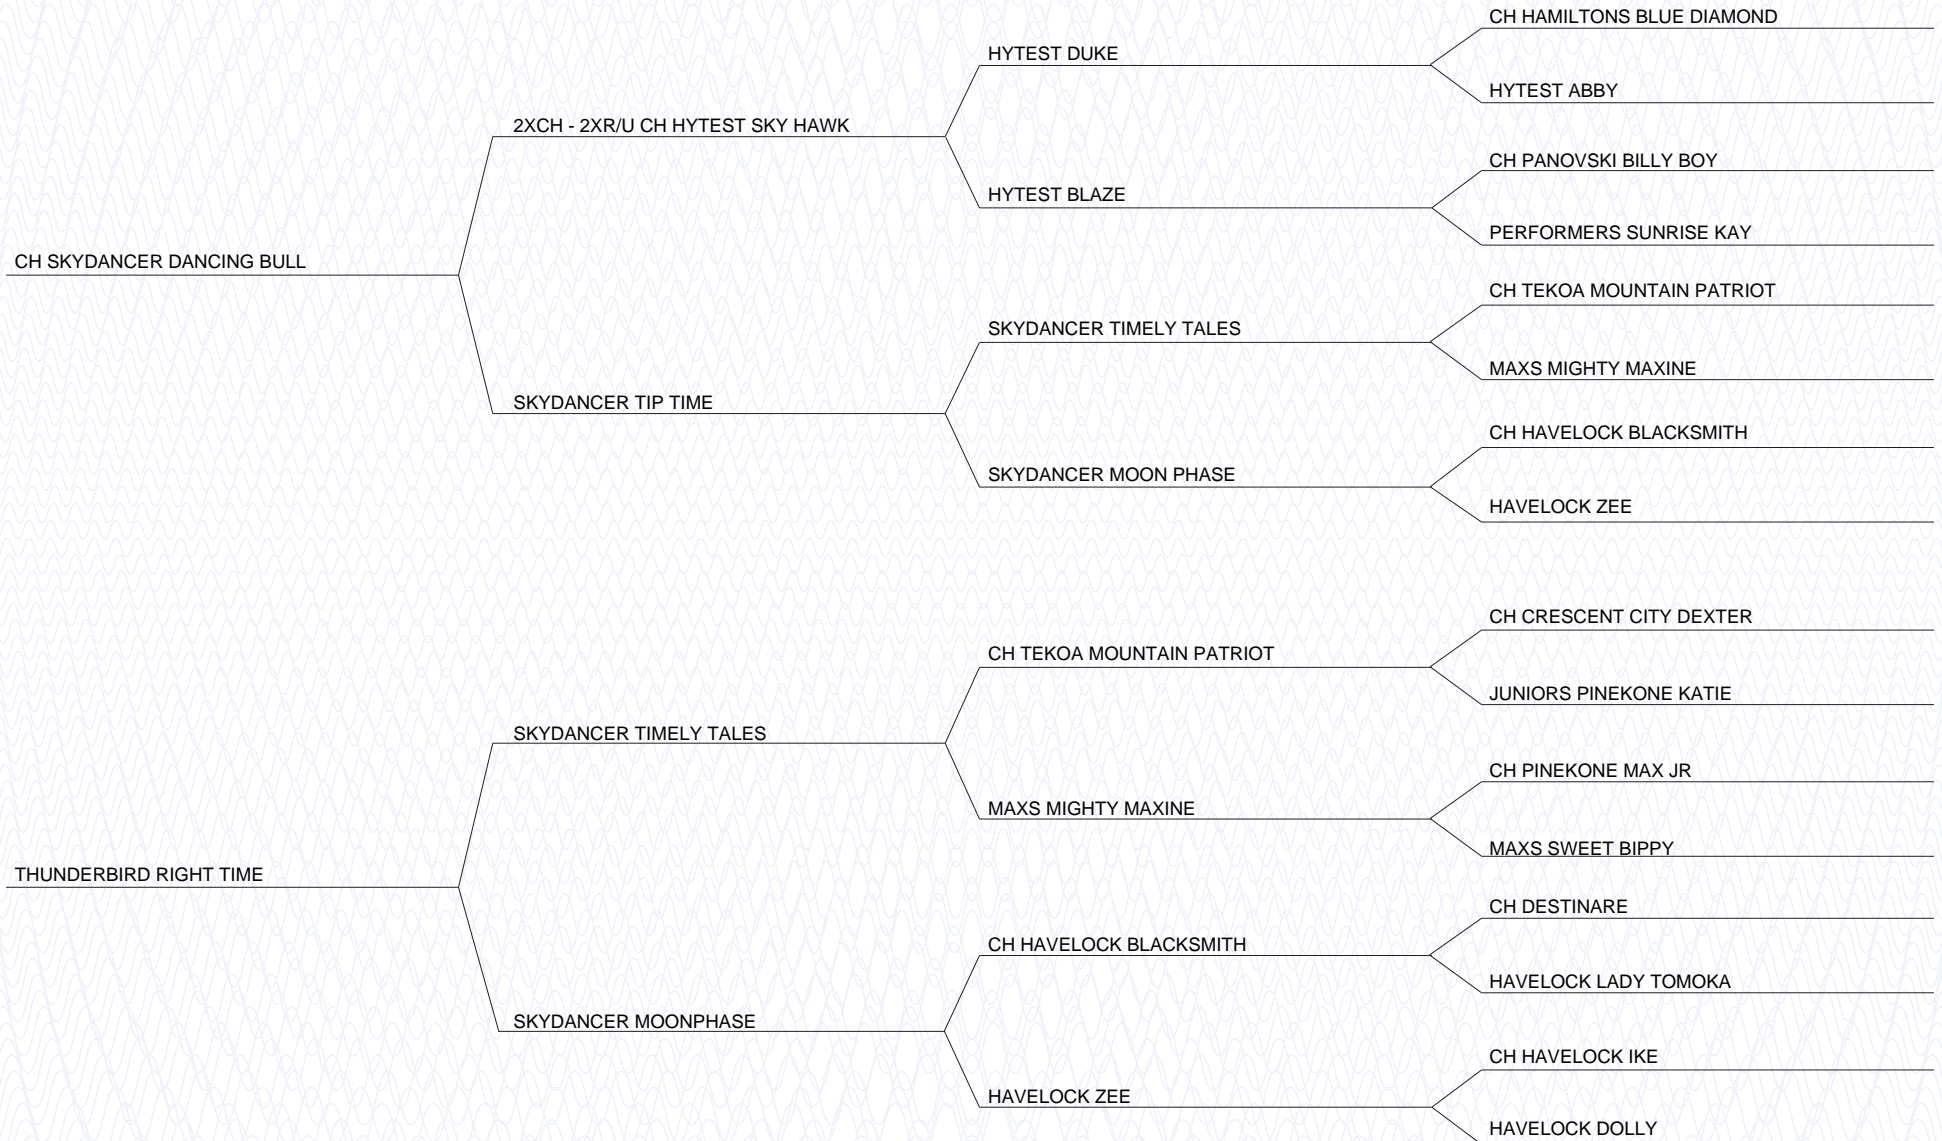 CH HAMILTONS BLUE DIAMOND
HYTEST DUKE
HYTEST ABBY
2XCH - 2XR/U CH HYTEST SKY HAWK
CH PANOVSKI BILLY BOY
HYTEST BLAZE
PERFORMERS SUNRISE KAY
CH SKYDANCER DANCING BULL
CH TEKOA MOUNTAIN PATRIOT
SKYDANCER TIMELY TALES
MAXS MIGHTY MAXINE
SKYDANCER TIP TIME
CH HAVELOCK BLACKSMITH
SKYDANCER MOON PHASE
HAVELOCK ZEE
CH CRESCENT CITY DEXTER
CH TEKOA MOUNTAIN PATRIOT
JUNIORS PINEKONE KATIE
SKYDANCER TIMELY TALES
CH PINEKONE MAX JR
MAXS MIGHTY MAXINE
MAXS SWEET BIPPY
THUNDERBIRD RIGHT TIME
CH DESTINARE
CH HAVELOCK BLACKSMITH
HAVELOCK LADY TOMOKA
SKYDANCER MOONPHASE
CH HAVELOCK IKE
HAVELOCK ZEE
HAVELOCK DOLLY